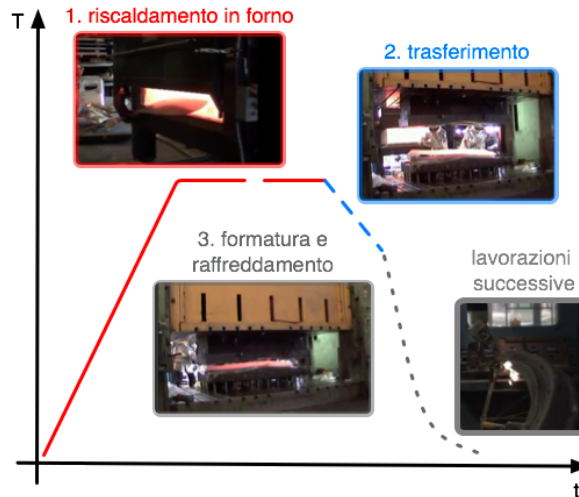 T
1. riscaldamento in forno
2. trasferimento
3. formatura e
raffreddamento
lavorazioni
successive
t